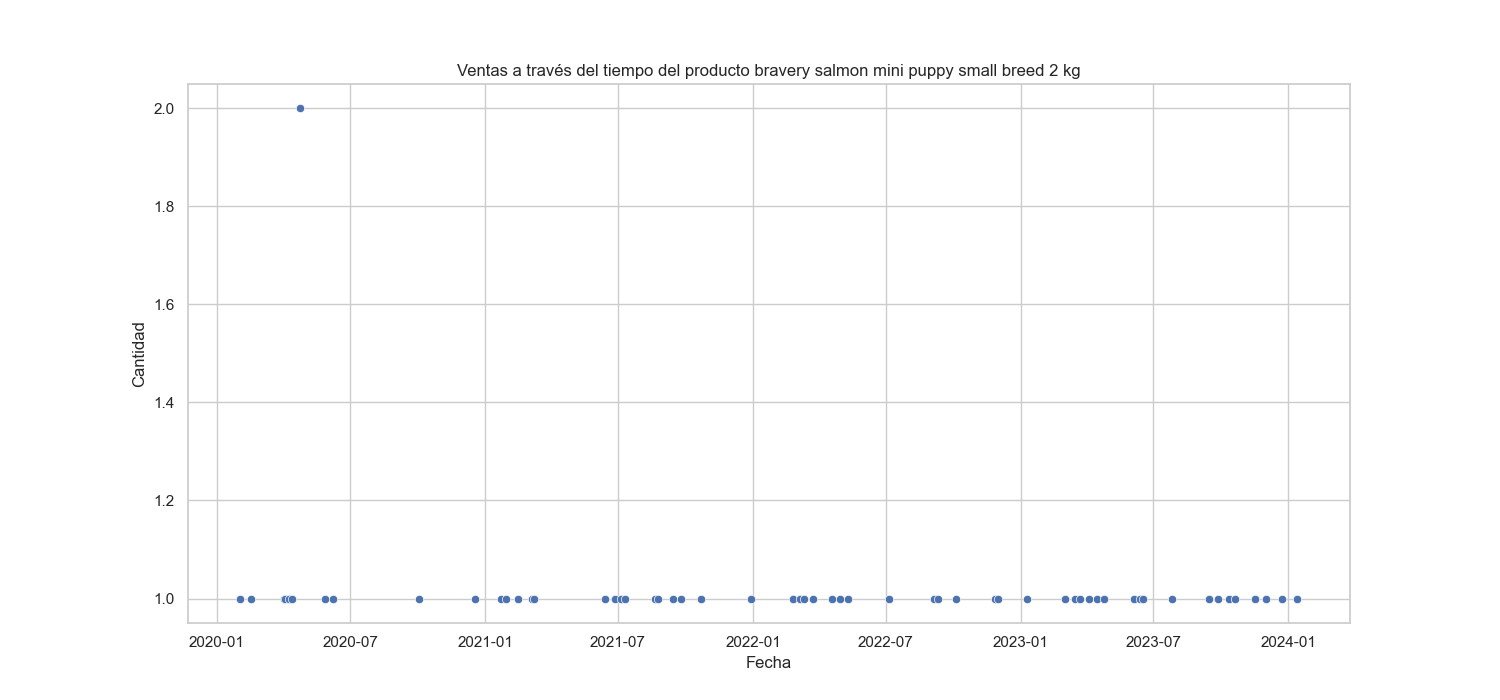 Ventas a través del tiempo del producto bravery salmon mini puppy small breed 2 kg
2.0
1.8
1.6
1.4
1.2
1.0
Cantidad
2020-01 2020-07 2021-01 2021-07 2022-01 2022-07 2023-01 2023-07 2024-01
Fecha